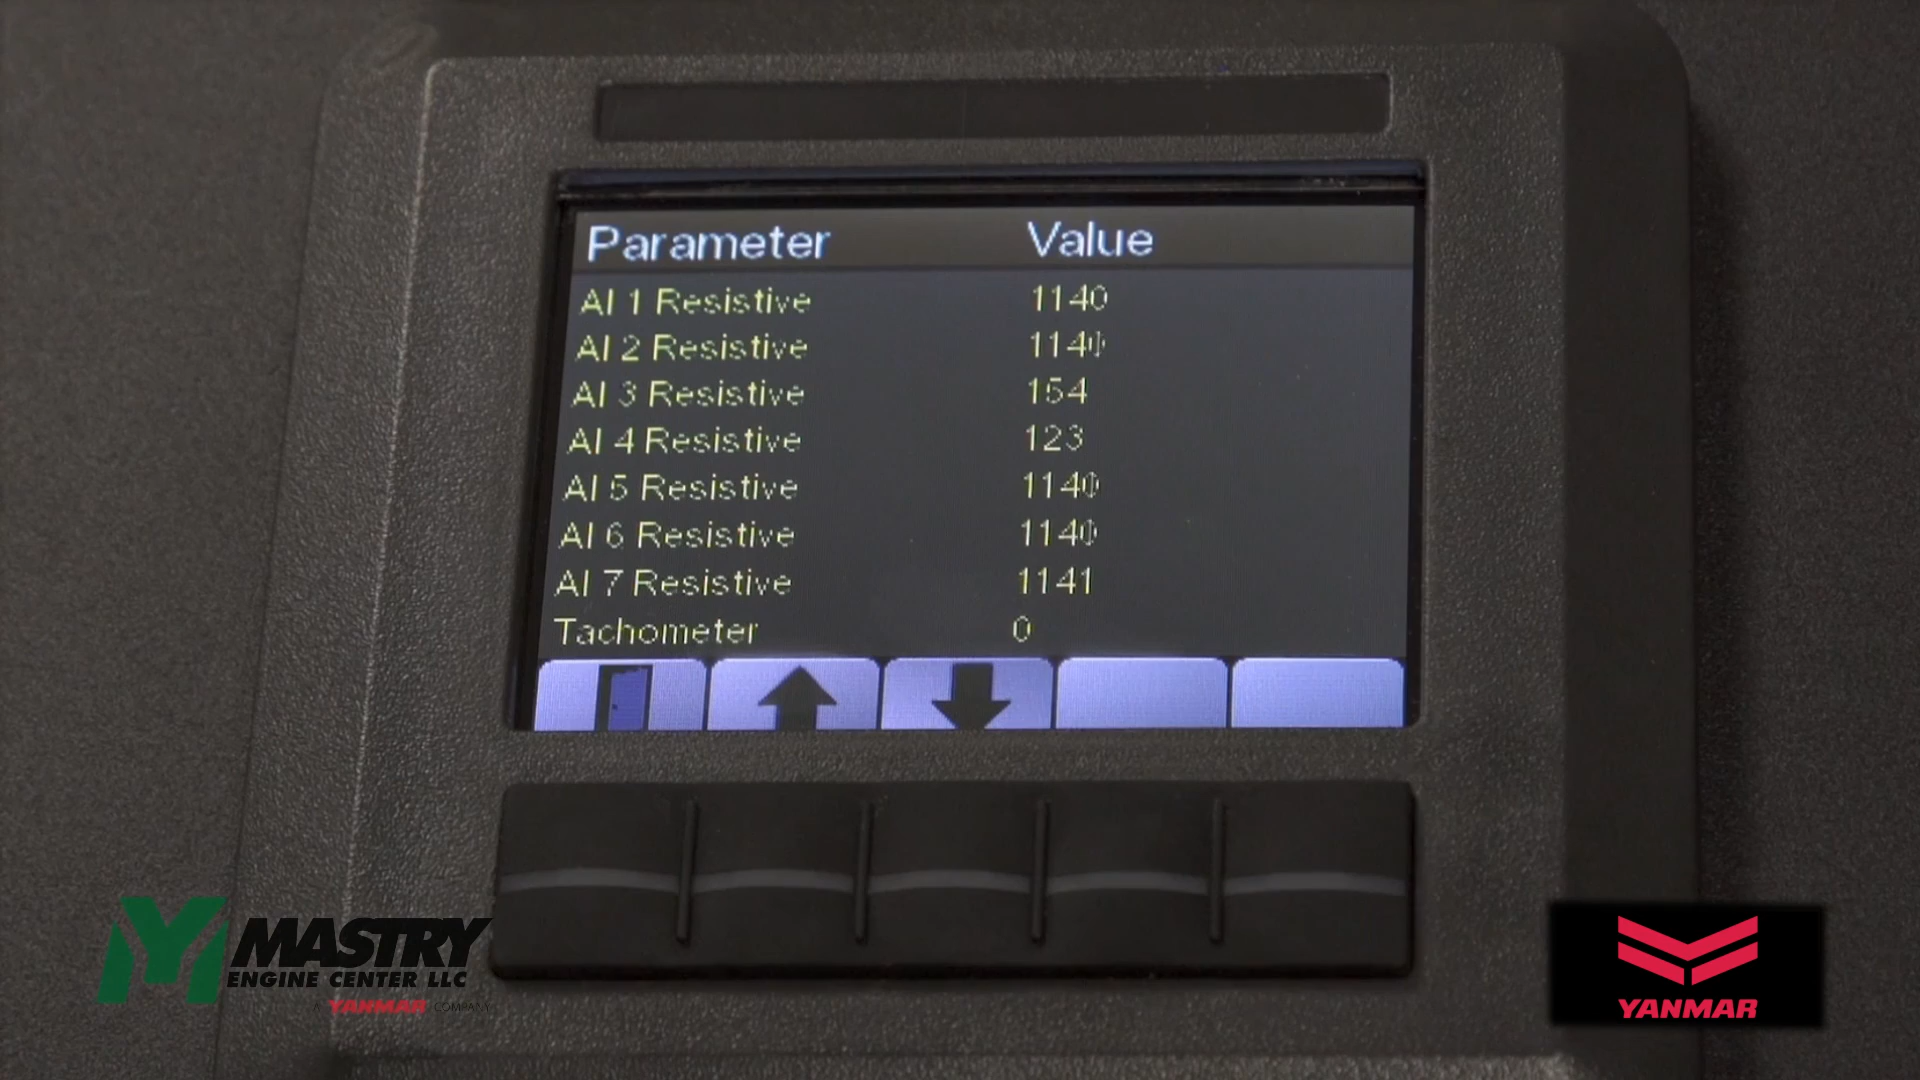 Parameter Value
AI 1 Resistive 1140
AI 2 Resistive 1140
AI 3 Resistive 154
AI 4 Resistive 123
AI 5 Resistive 1140
AI 6 Resistive 1140
AI 7 Resistive 1141
Tachometer 0
MASTRY
ENGINE CENTER LLC
A YANMAR COMPANY
YANMAR